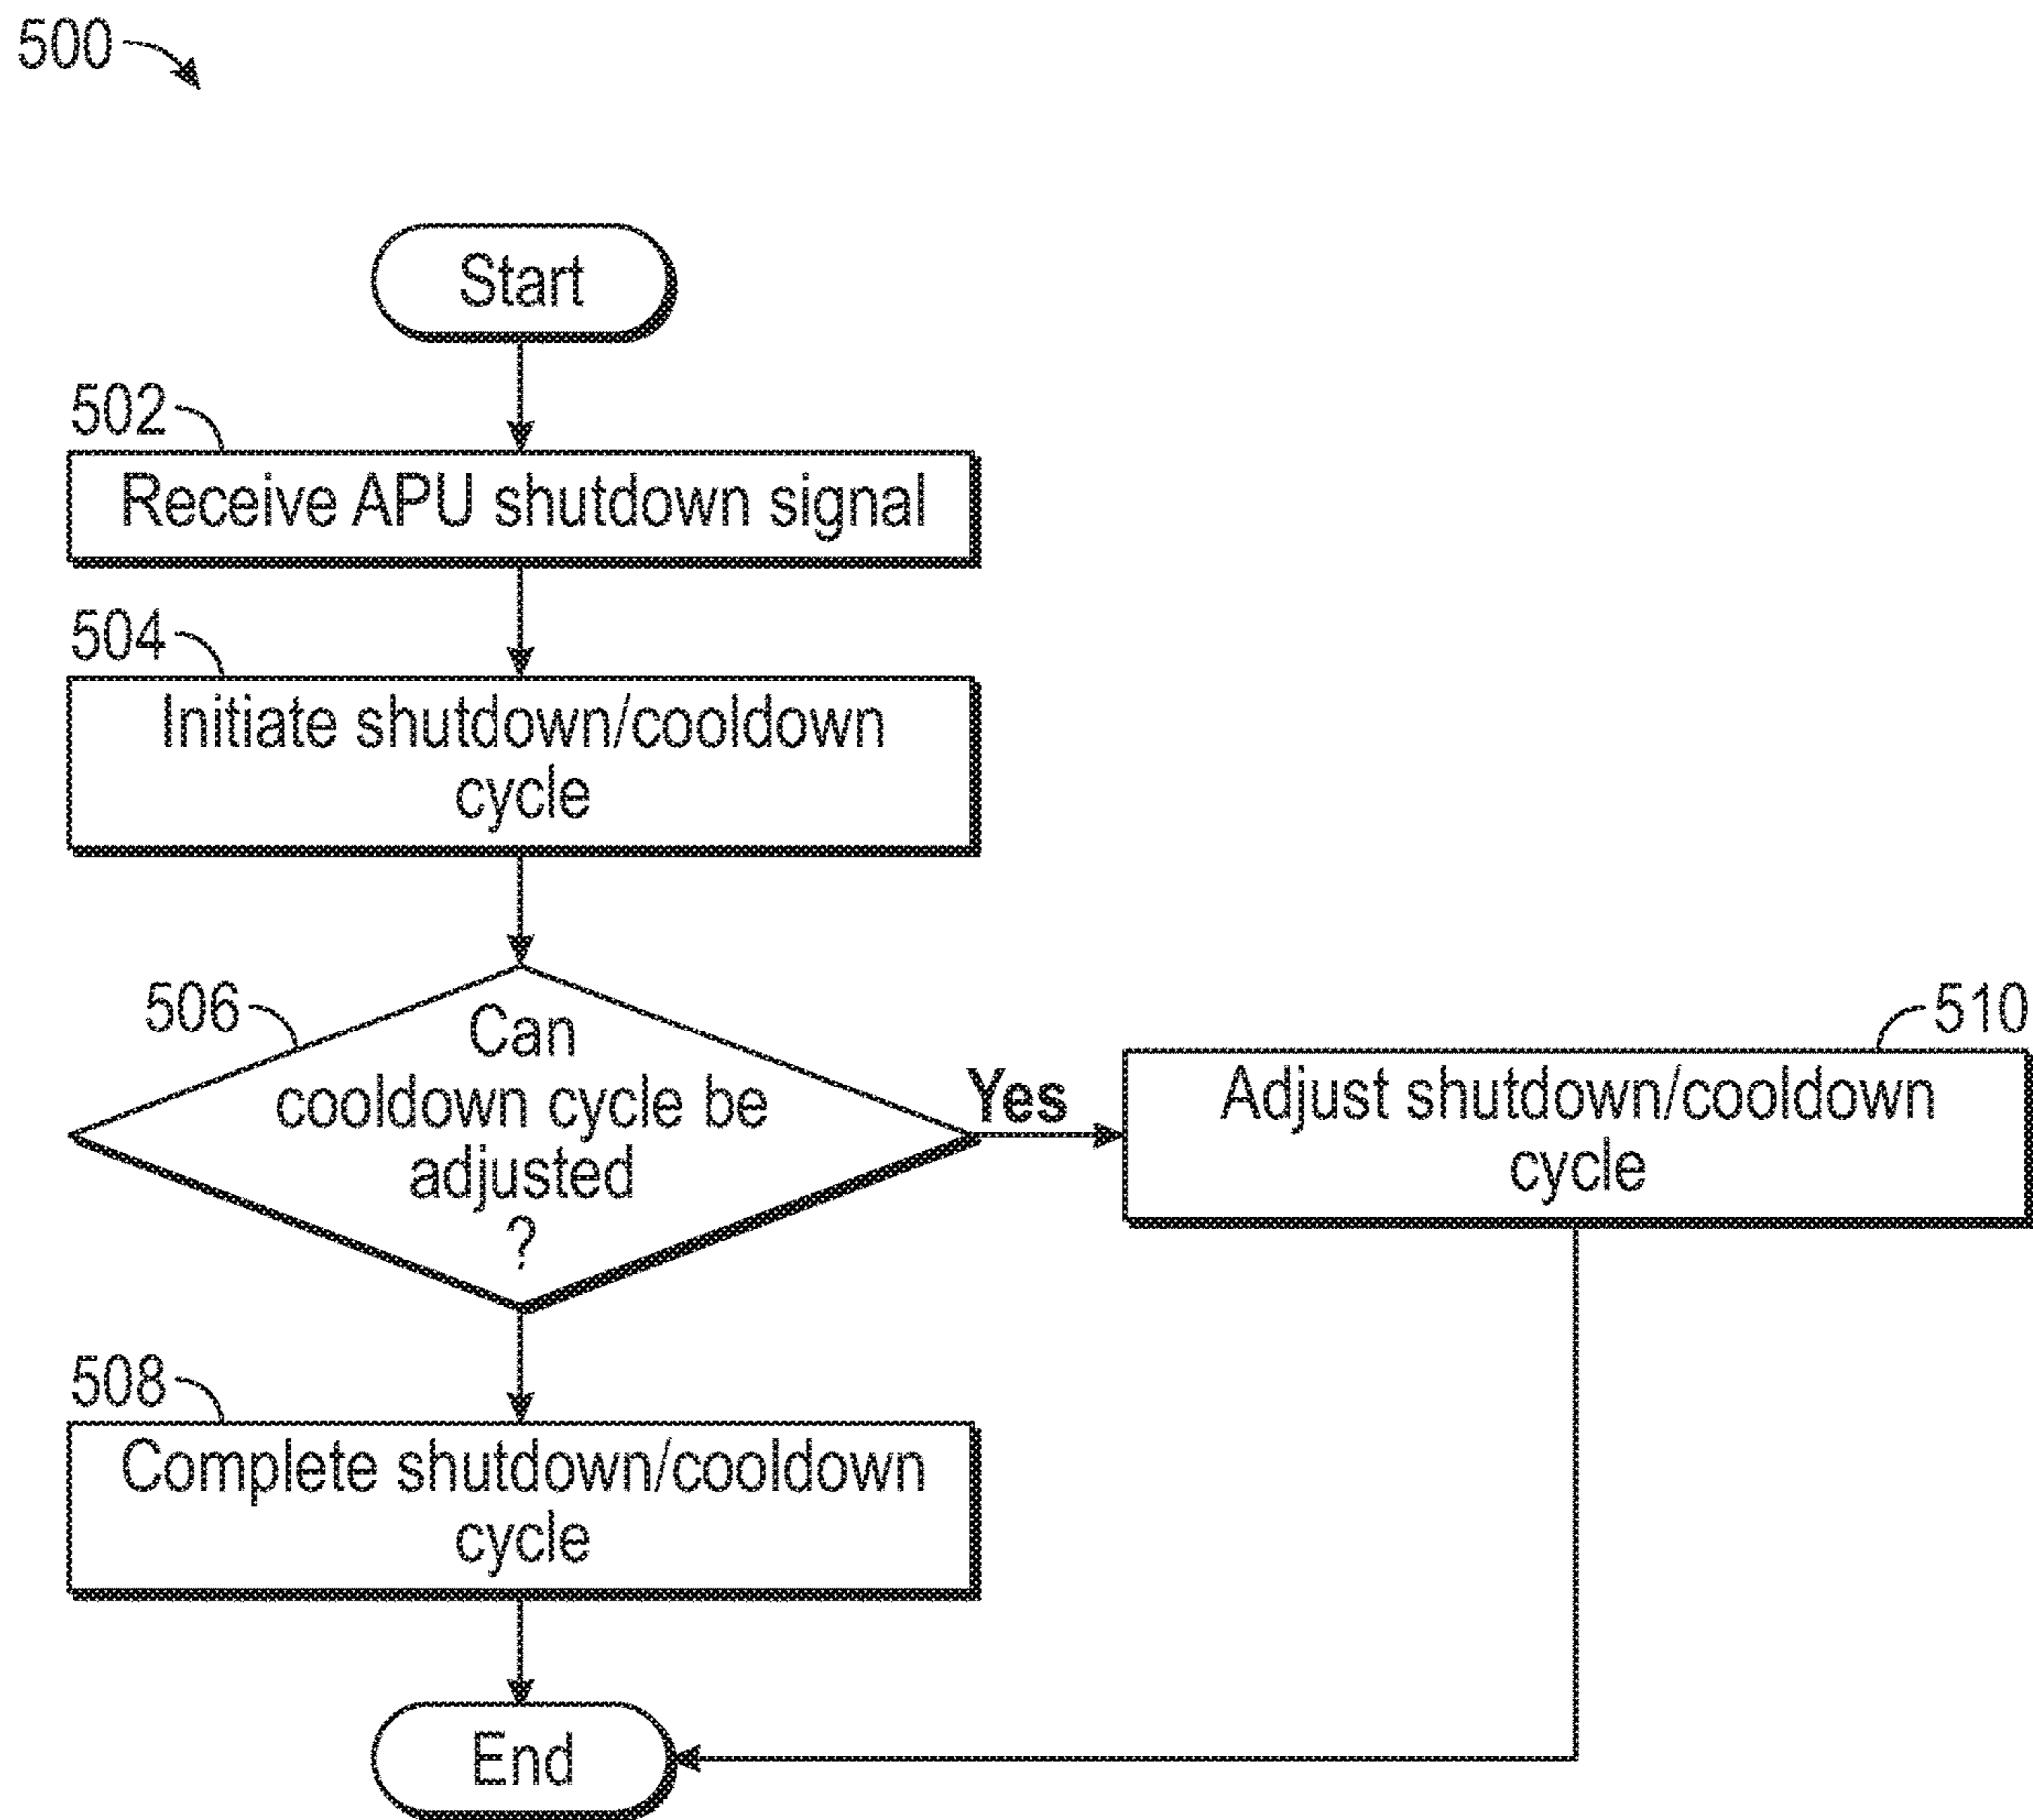 500
Start
502
Receive APU shutdown signal
504
Initiate shutdown/cooldown
cycle
506
Can
cooldown cycle be
adjusted
?
Yes
510
Adjust shutdown/cooldown
cycle
508
Complete shutdown/cooldown
cycle
End